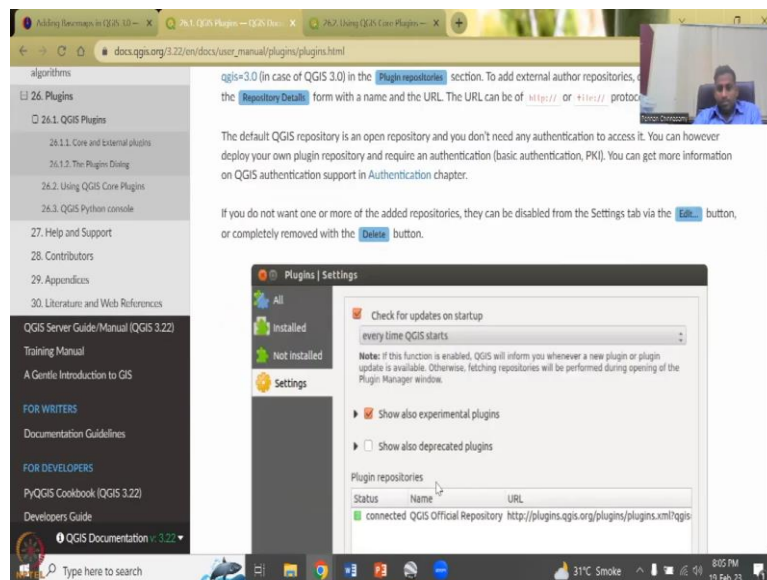 Adding Basemaps in QGIS 3.0 —
26.1. QGIS Plugins — QGIS Doc
26.2. Using QGIS Core Plugins —
docs.qgis.org/3.22/en/docs/user_manual/plugins/plugins.html
algorithms
26. Plugins
26.1. QGIS Plugins
26.1.1. Core and External plugins
26.1.2. The Plugins Dialog
26.2. Using QGIS Core Plugins
26.3. QGIS Python console
27. Help and Support
28. Contributors
29. Appendices
30. Literature and Web References
QGIS Server Guide/Manual (QGIS 3.22)
Training Manual
A Gentle Introduction to GIS
FOR WRITERS
Documentation Guidelines
FOR DEVELOPERS
PyQGIS Cookbook (QGIS 3.22)
Developers Guide
QGIS Documentation v: 3.22
qgis=3.0 (in case of QGIS 3.0) in the Plugin repositories section. To add external author repositories,
the Repository Details form with a name and the URL. The URL can be of http:// or file:// protoc
The default QGIS repository is an open repository and you don't need any authentication to access it. You can however
deploy your own plugin repository and require an authentication (basic authentication, PKI). You can get more information
on QGIS authentication support in Authentication chapter.
If you do not want one or more of the added repositories, they can be disabled from the Settings tab via the Edit... button,
or completely removed with the Delete button.
Plugins | Settings
All
Installed
Not installed
Settings
Check for updates on startup
every time QGIS starts
Note: If this function is enabled, QGIS will inform you whenever a new plugin or plugin
update is available. Otherwise, fetching repositories will be performed during opening of the
Plugin Manager window.
Show also experimental plugins
Show also deprecated plugins
Plugin repositories
Status Name URL
connected QGIS Official Repository http://plugins.qgis.org/plugins/plugins.xml?qgis
NPTEL
Type here to search
31°C Smoke
8:05 PM
19-Feb-23